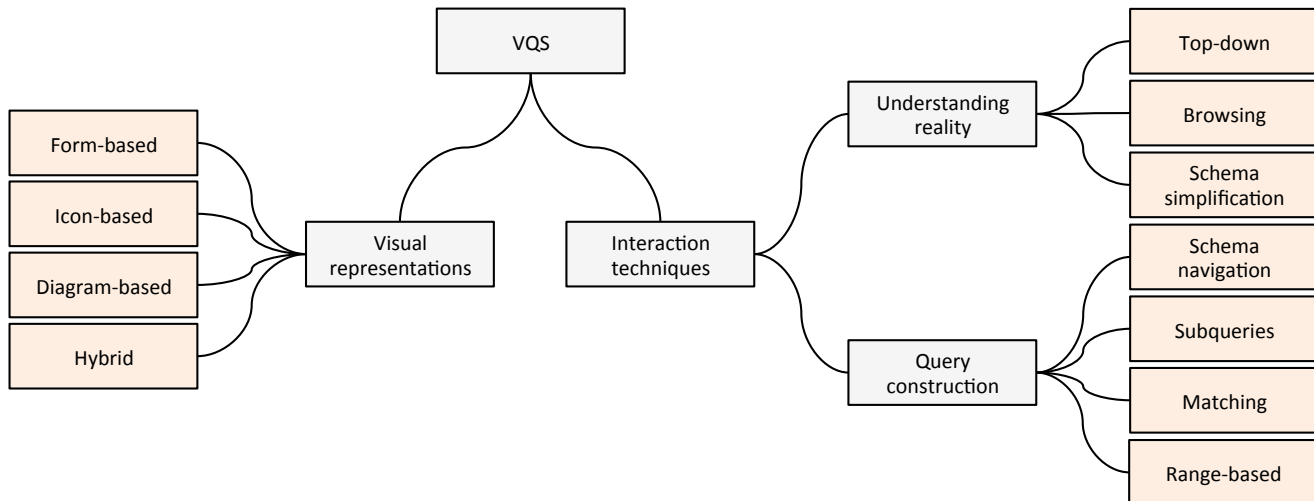 VQS
Form-based
Icon-based
Diagram-based
Hybrid
Visual
representations
Interaction
techniques
Understanding
reality
Query
construction
Top-down
Browsing
Schema
simplification
Schema
navigation
Subqueries
Matching
Range-based